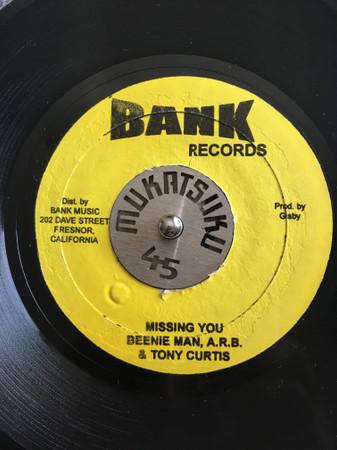 BANK
RECORDS
Dist. by
BANK MUSIC
202 DAVE STREET
FRESNOR,
CALIFORNIA
Prod. by
Gisby
MUKATSUKU
45
MISSING YOU
BEENIE MAN, A.R.B.
& TONY CURTIS